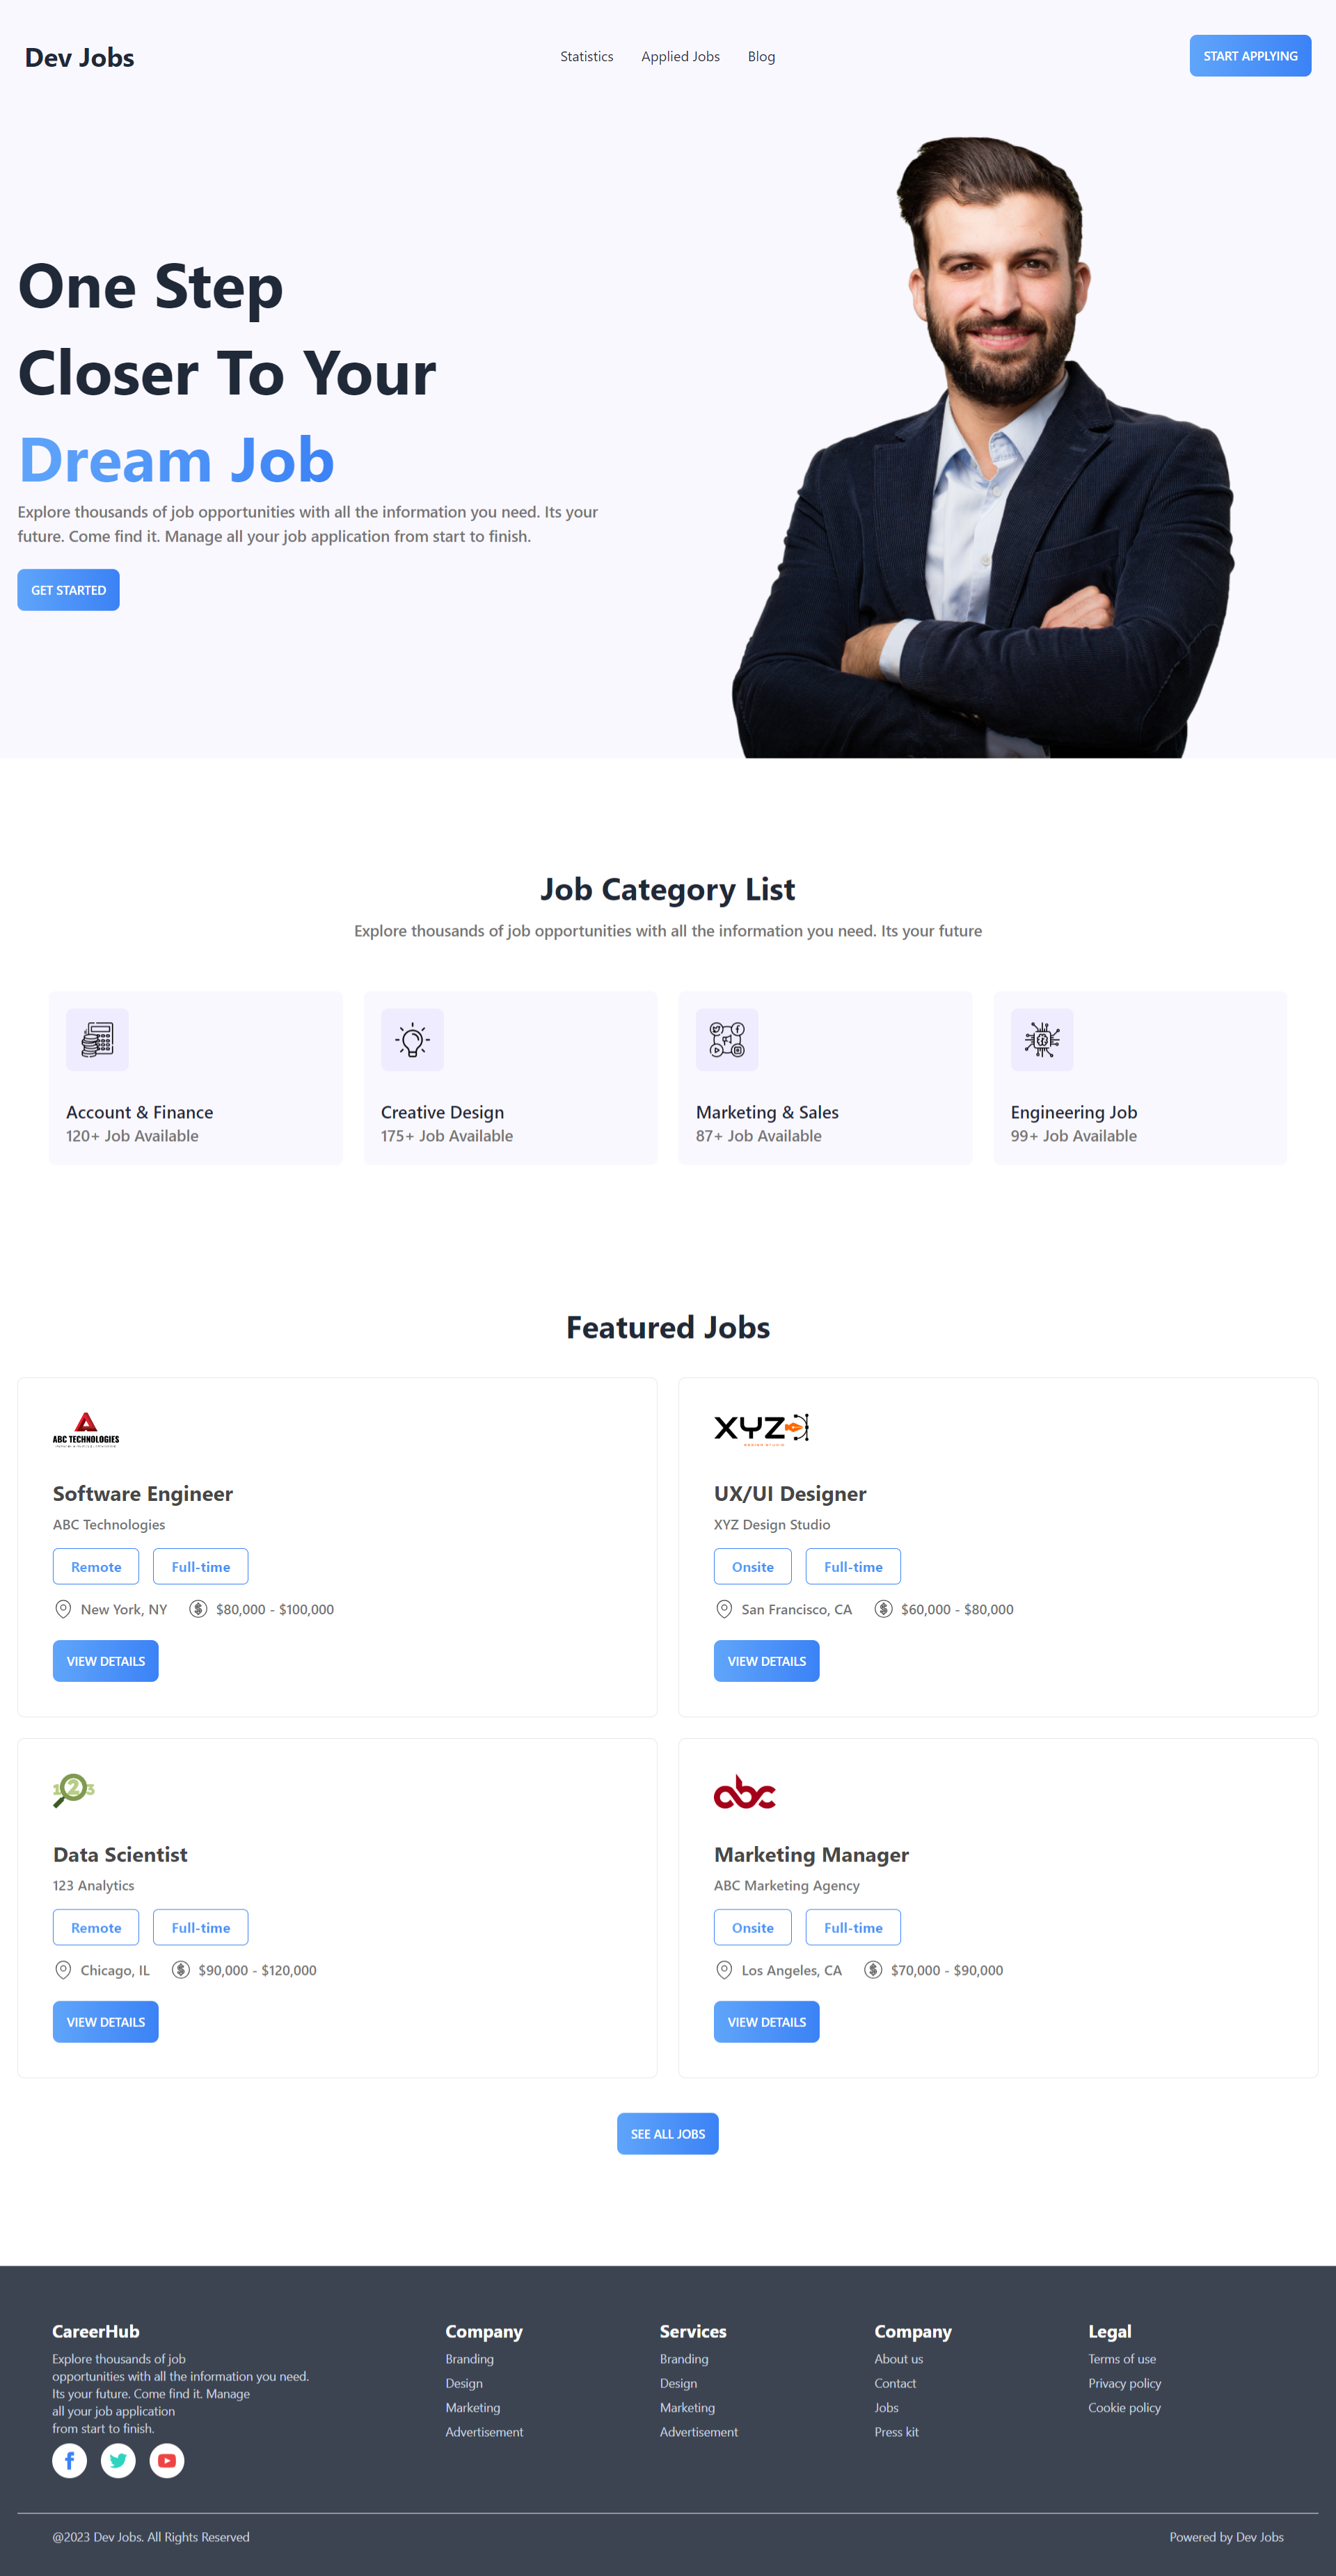 Dev Jobs
Statistics Applied Jobs Blog
START APPLYING
One Step
Closer To Your
Dream Job
Explore thousands of job opportunities with all the information you need. Its your
future. Come find it. Manage all your job application from start to finish.
GET STARTED
Job Category List
Explore thousands of job opportunities with all the information you need. Its your future
Account & Finance
120+ Job Available
Creative Design
175+ Job Available
Marketing & Sales
87+ Job Available
Engineering Job
99+ Job Available
Featured Jobs
ABC TECHNOLOGIES
Software Engineer
ABC Technologies
Remote Full-time
New York, NY $80,000 - $100,000
VIEW DETAILS
XYZ
DESIGN STUDIO
UX/UI Designer
XYZ Design Studio
Onsite Full-time
San Francisco, CA $60,000 - $80,000
VIEW DETAILS
123
Data Scientist
123 Analytics
Remote Full-time
Chicago, IL $90,000 - $120,000
VIEW DETAILS
abc
Marketing Manager
ABC Marketing Agency
Onsite Full-time
Los Angeles, CA $70,000 - $90,000
VIEW DETAILS
SEE ALL JOBS
CareerHub
Explore thousands of job
opportunities with all the information you need.
Its your future. Come find it. Manage
all your job application
from start to finish.
Company
Branding
Design
Marketing
Advertisement
Services
Branding
Design
Marketing
Advertisement
Company
About us
Contact
Jobs
Press kit
Legal
Terms of use
Privacy policy
Cookie policy
@2023 Dev Jobs. All Rights Reserved
Powered by Dev Jobs